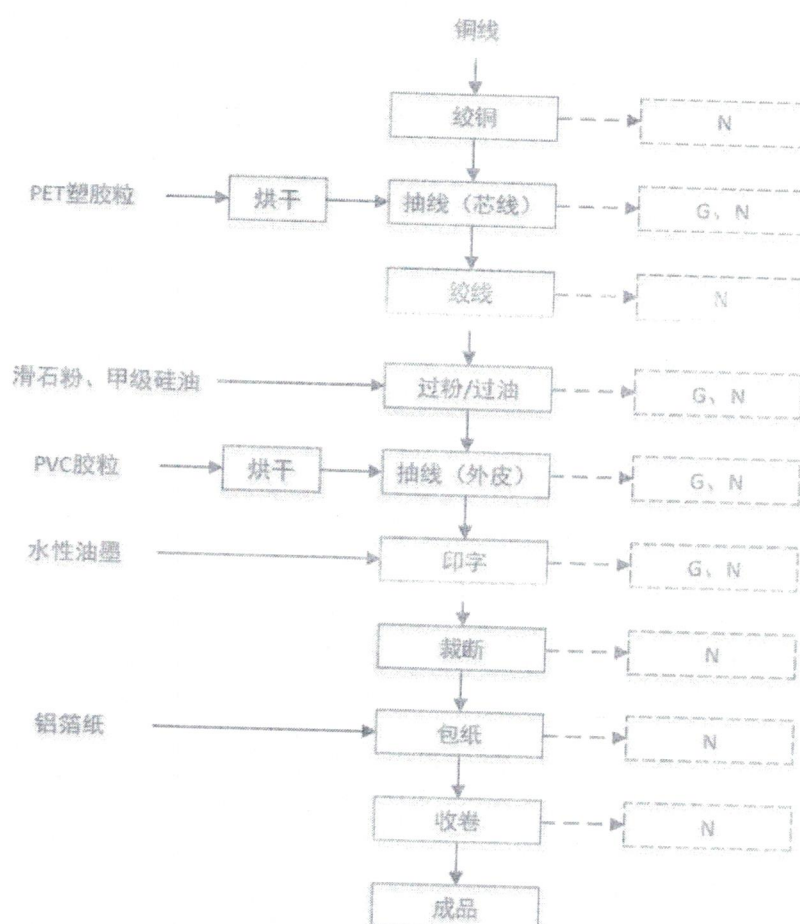 铜线
绞铜
N
PET塑胶粒
烘干
抽线（芯线）
G、N
绞线
N
滑石粉、甲级硅油
过粉/过油
G、N
PVC胶粒
烘干
抽线（外皮）
G、N
水性油墨
印字
G、N
裁断
N
铝箔纸
包纸
N
收卷
N
成品